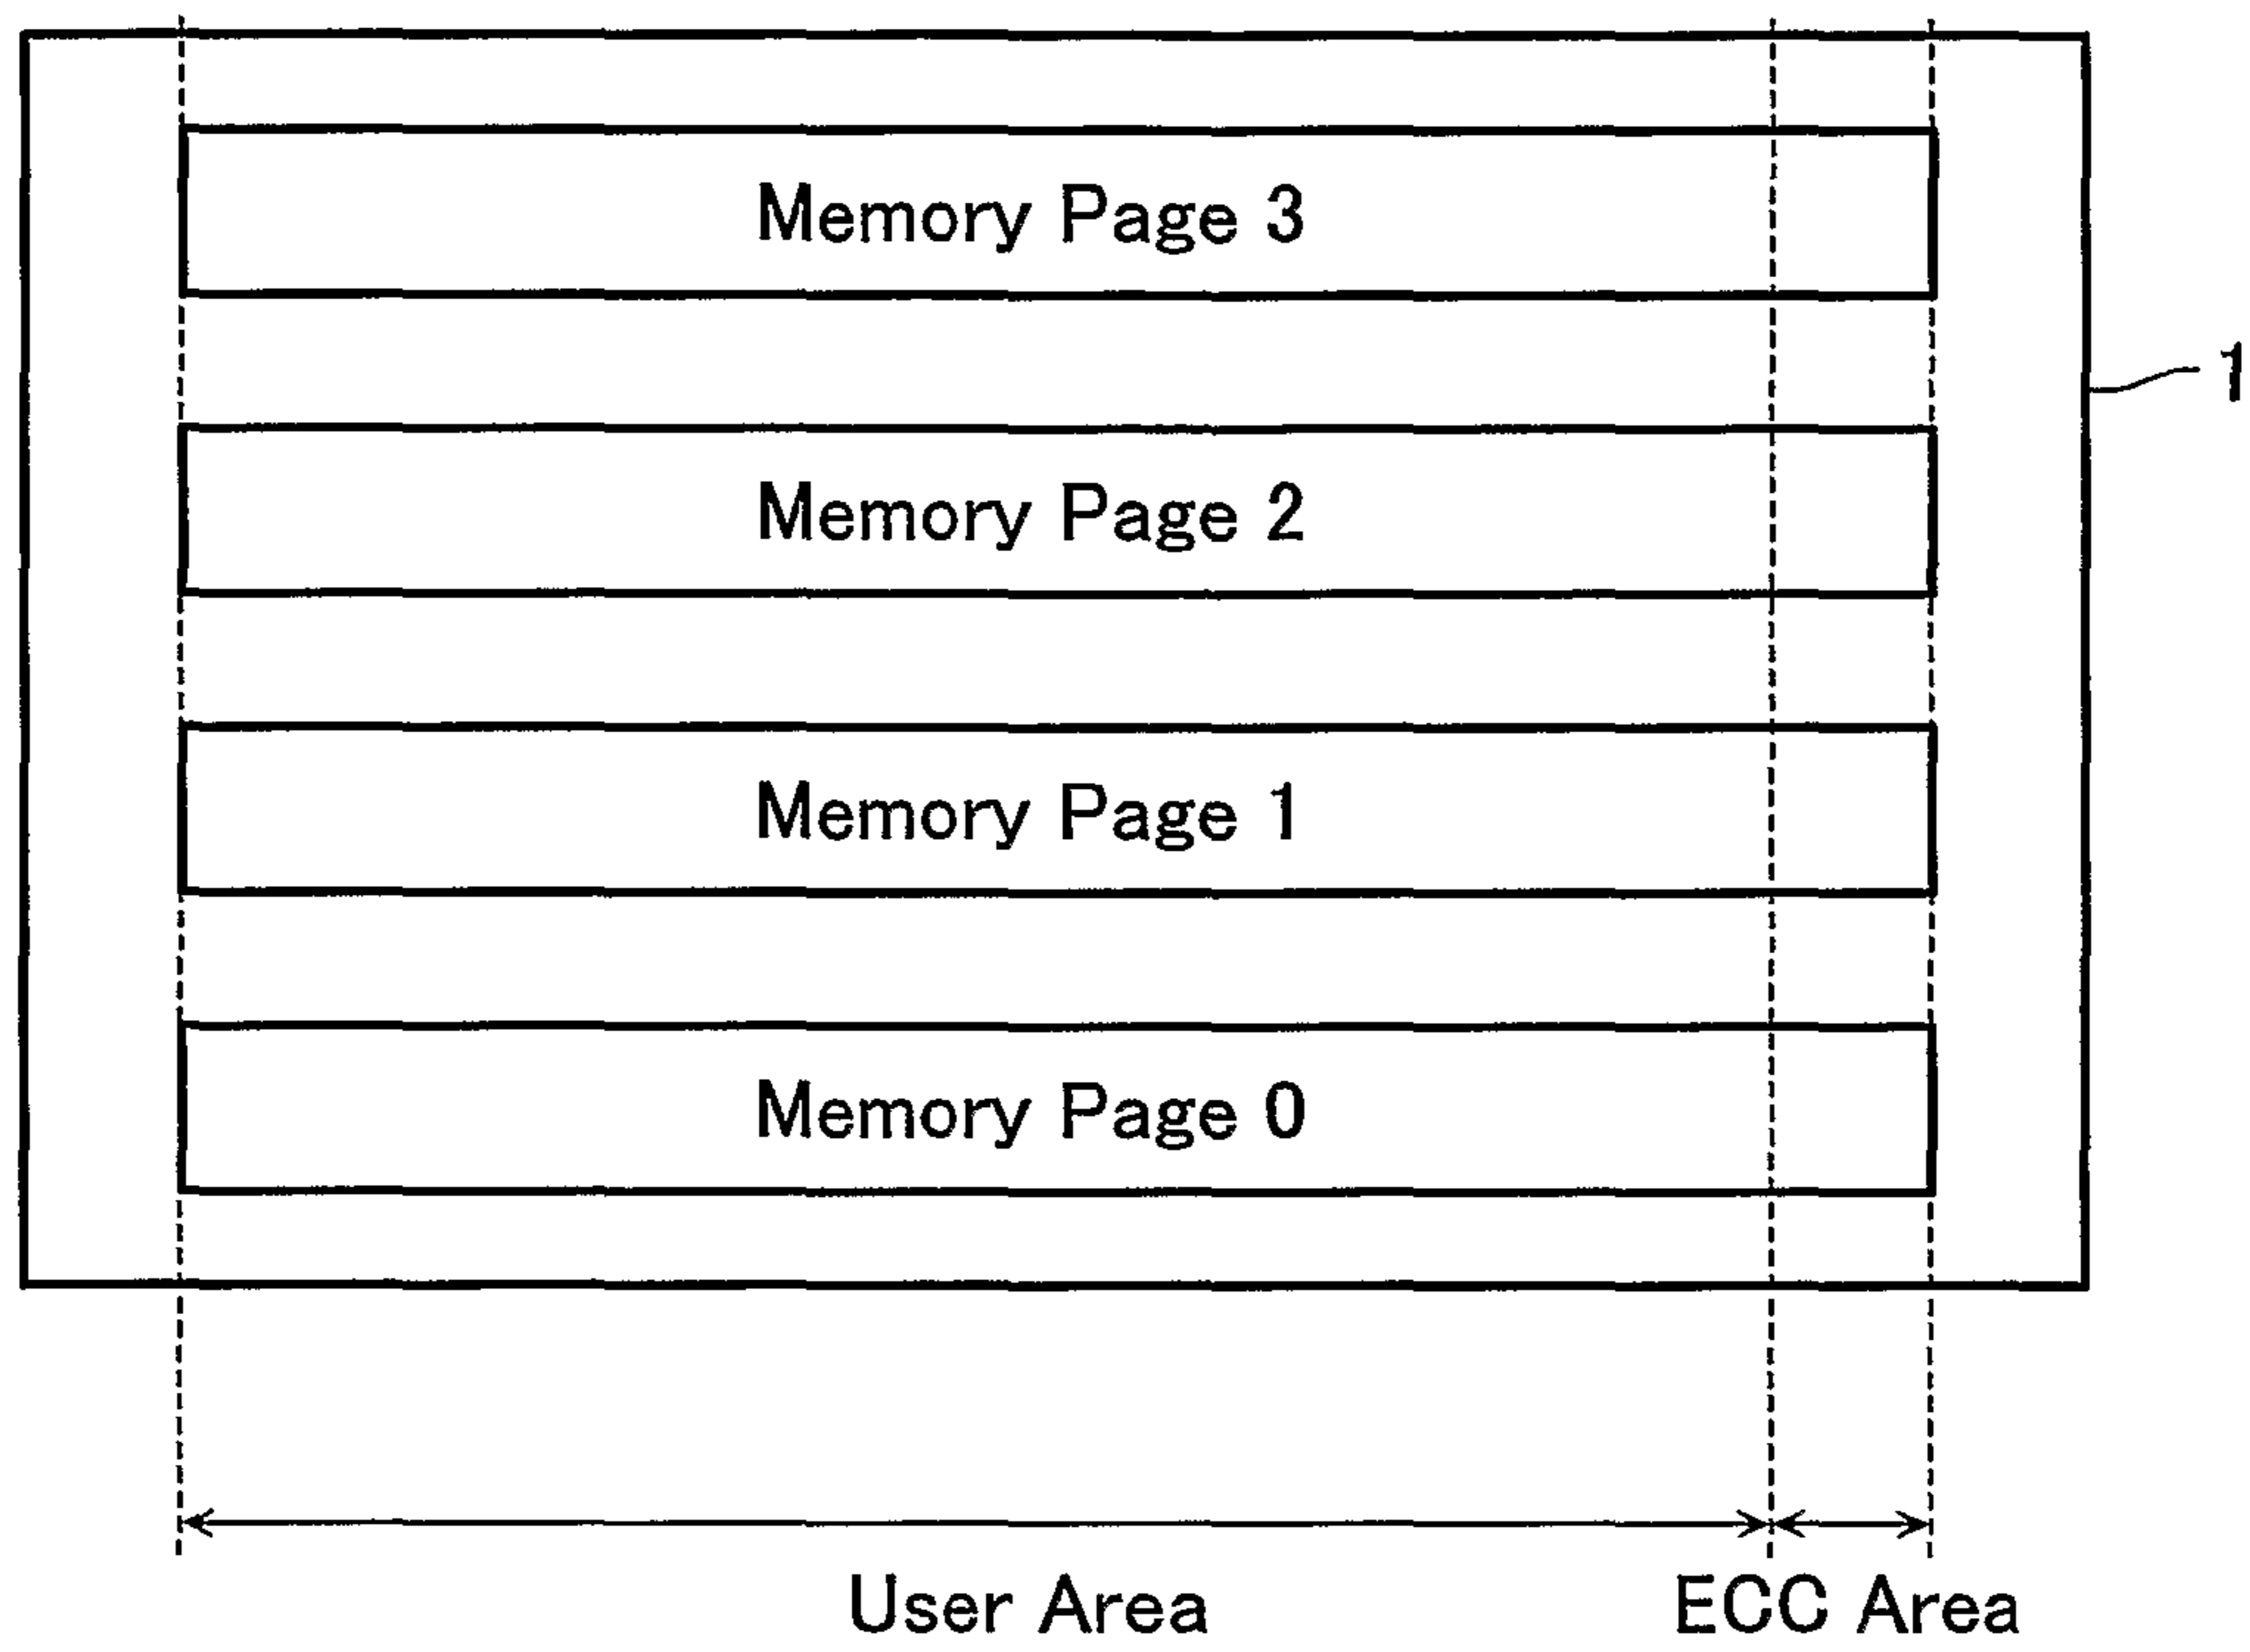 Memory Page 3
1
Memory Page 2
Memory Page 1
Memory Page 0
User Area
ECC Area